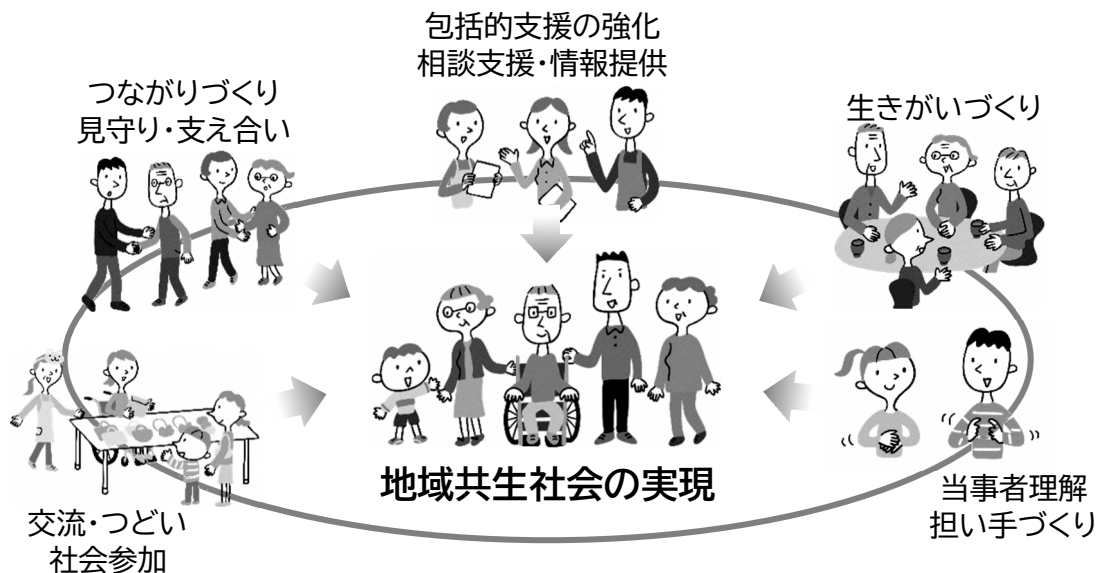 包括的支援の強化
相談支援・情報提供
つながりづくり
見守り・支え合い
生きがいづくり
地域共生社会の実現
交流・つどい
社会参加
当事者理解
担い手づくり